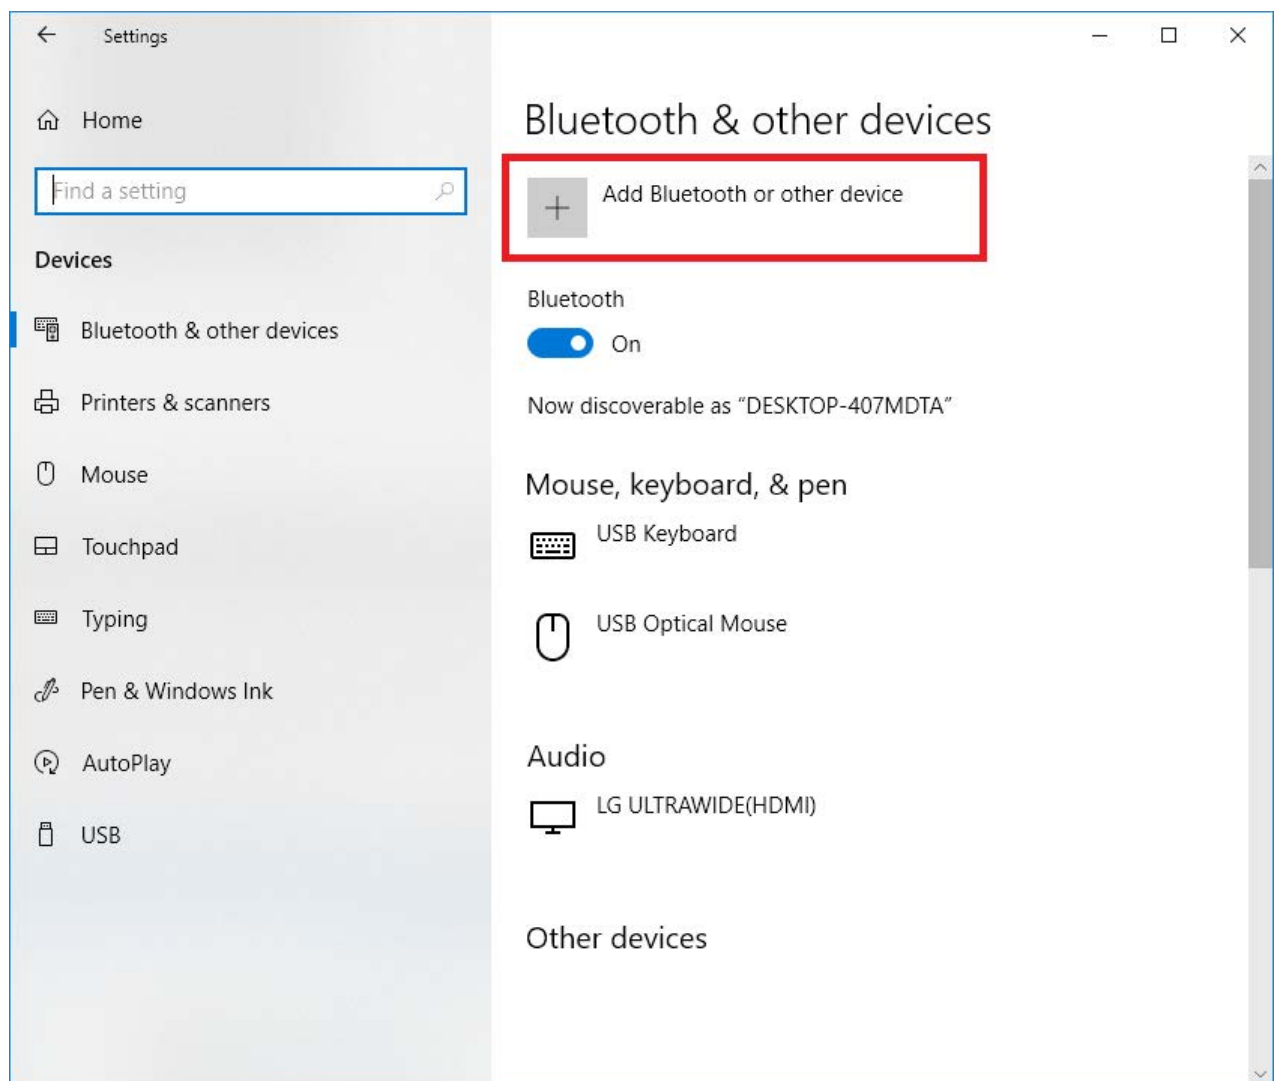 Settings
Home
Find a setting
Devices
Bluetooth & other devices
Printers & scanners
Mouse
Touchpad
Typing
Pen & Windows Ink
AutoPlay
USB
Bluetooth & other devices
Add Bluetooth or other device
Bluetooth
On
Now discoverable as “DESKTOP-407MDTA”
Mouse, keyboard, & pen
USB Keyboard
USB Optical Mouse
Audio
LG ULTRAWIDE(HDMI)
Other devices